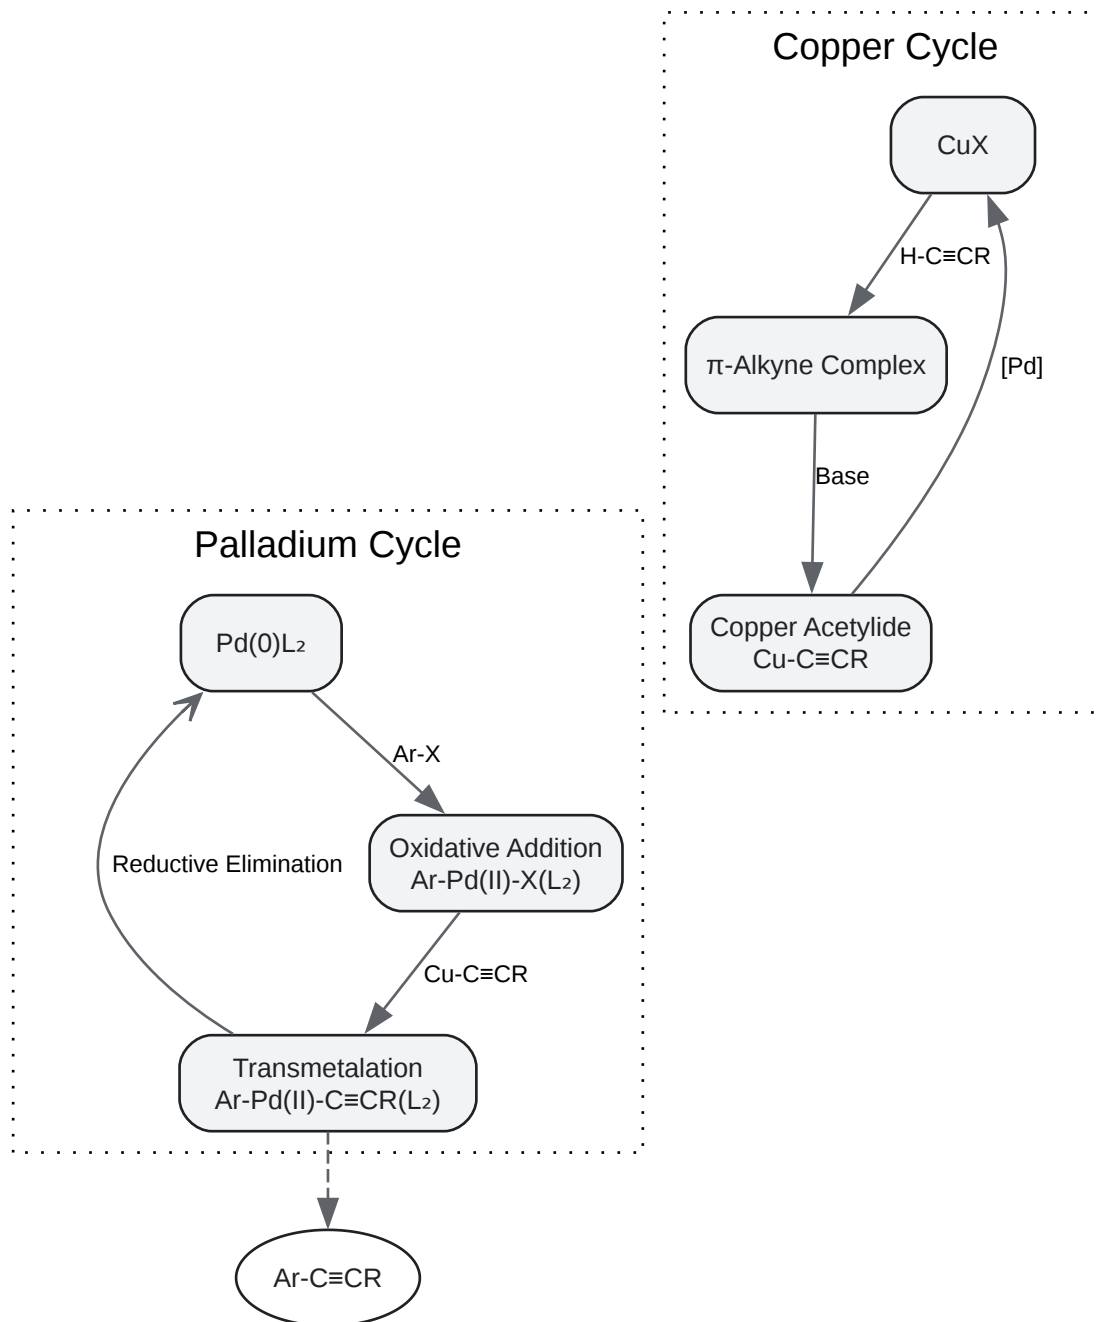 Copper Cycle
CuX
H-C≡CR
π-Alkyne Complex
[Pd]
Base
Copper Acetylide
Cu-C≡CR
Palladium Cycle
Pd(0)L₂
Ar-X
Oxidative Addition
Ar-Pd(II)-X(L₂)
Reductive Elimination
Cu-C≡CR
Transmetalation
Ar-Pd(II)-C≡CR(L₂)
Ar-C≡CR